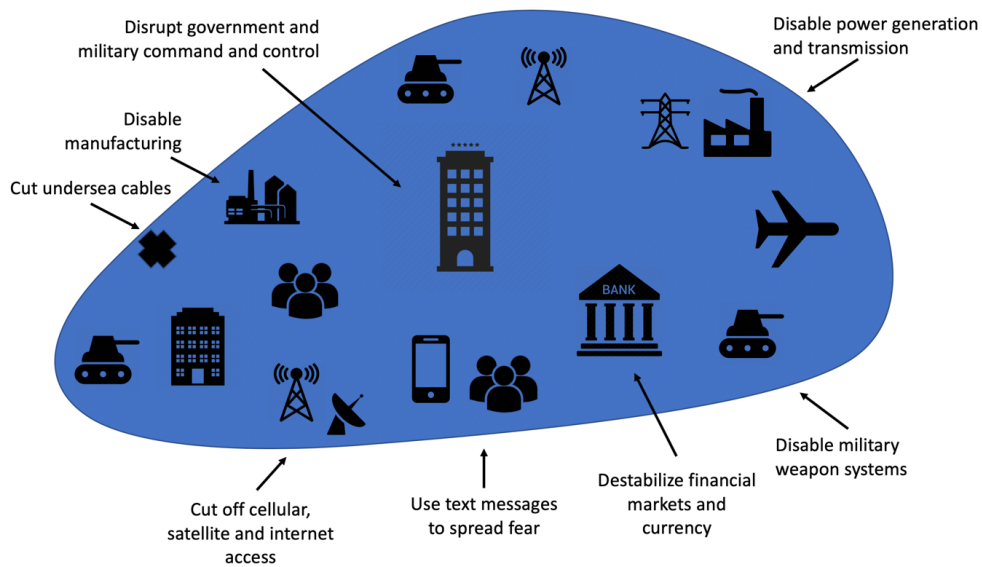 Disrupt government and
military command and control
Disable power generation
and transmission
Disable
manufacturing
Cut undersea cables
BANK
Disable military
weapon systems
Destabilize financial
markets and
currency
Use text messages
to spread fear
Cut off cellular,
satellite and internet
access